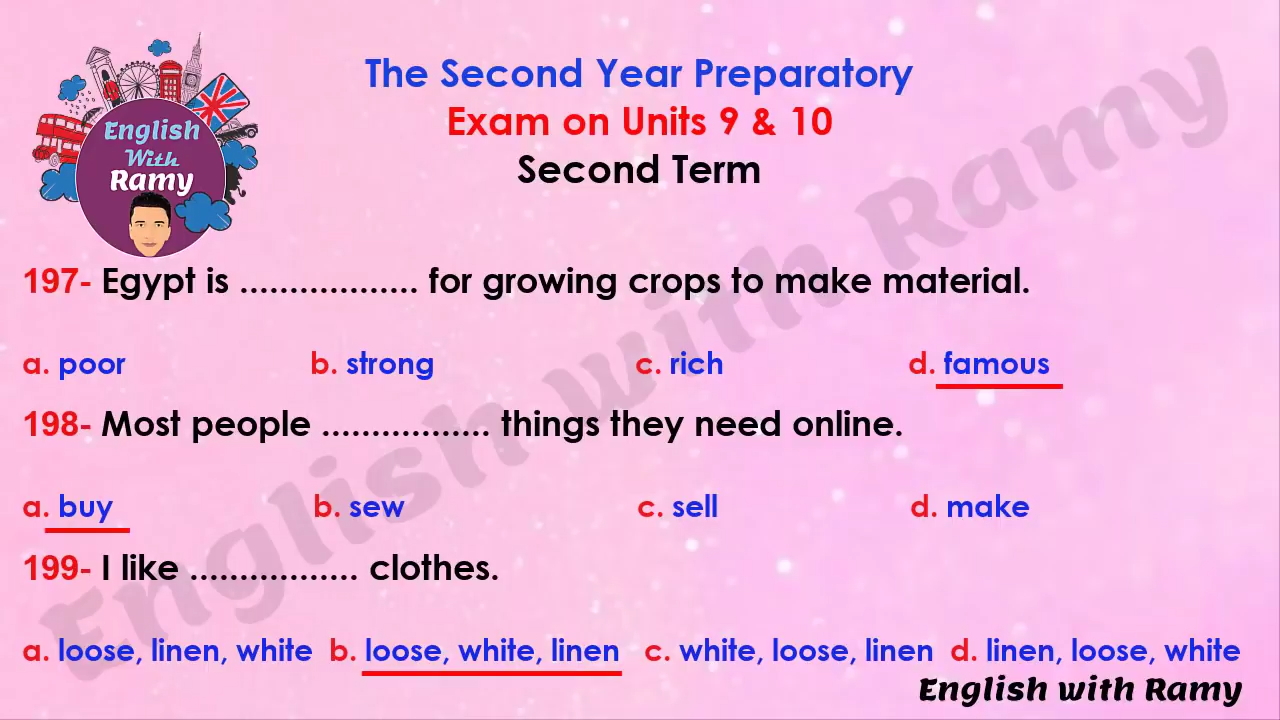 English
With
Ramy
The Second Year Preparatory
Exam on Units 9 & 10
Second Term
197- Egypt is .................. for growing crops to make material.
a. poor b. strong c. rich d. famous
198- Most people ................. things they need online.
a. buy b. sew c. sell d. make
199- I like ................. clothes.
a. loose, linen, white b. loose, white, linen c. white, loose, linen d. linen, loose, white
English with Ramy
English with Ramy